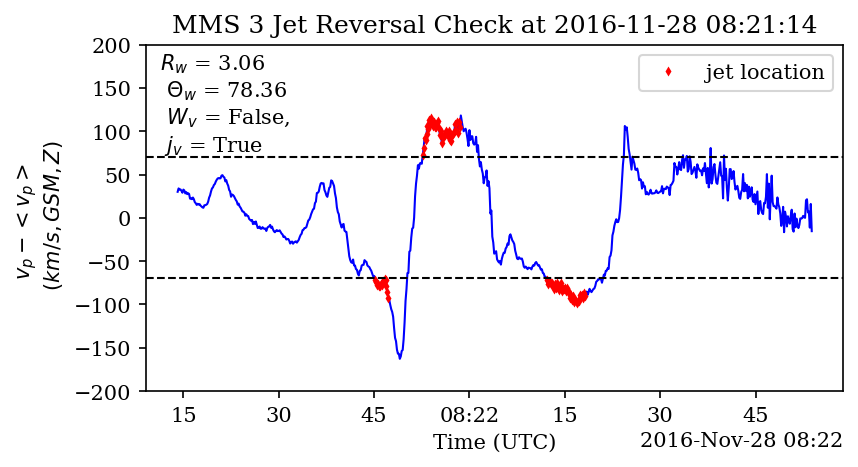 MMS 3 Jet Reversal Check at 2016-11-28 08:21:14
R_w = 3.06
Θ_w = 78.36
W_v = False,
j_v = True
jet location
200
150
100
50
0
−50
−100
−150
−200
v_p − < v_p >
(km/s, GSM, Z)
15 30 45 08:22 15 30 45
Time (UTC)
2016-Nov-28 08:22